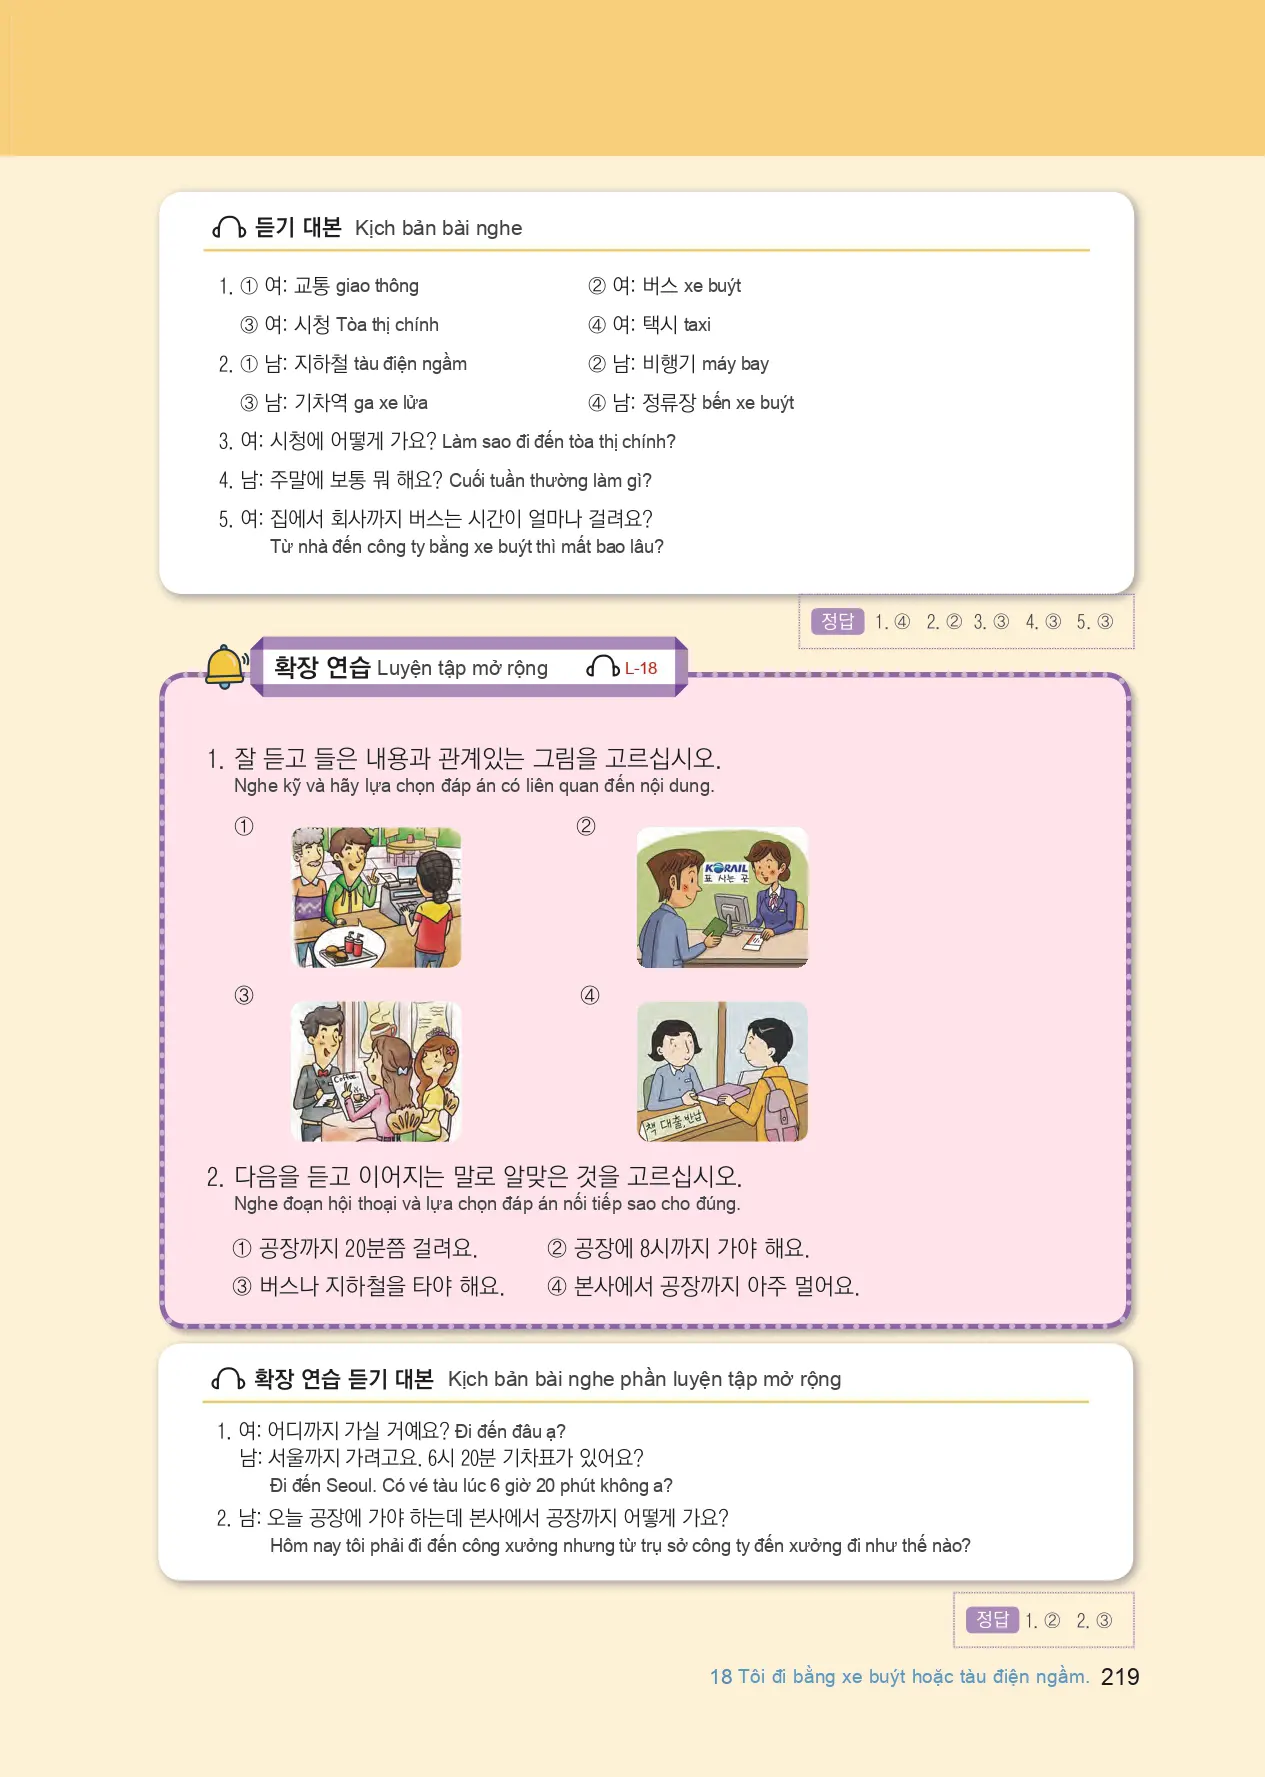 듣기 대본 Kịch bản bài nghe
1. ① 여: 교통 giao thông ② 여: 버스 xe buýt
③ 여: 시청 Tòa thị chính ④ 여: 택시 taxi
2. ① 남: 지하철 tàu điện ngầm ② 남: 비행기 máy bay
③ 남: 기차역 ga xe lửa ④ 남: 정류장 bến xe buýt
3. 여: 시청에 어떻게 가요? Làm sao đi đến tòa thị chính?
4. 남: 주말에 보통 뭐 해요? Cuối tuần thường làm gì?
5. 여: 집에서 회사까지 버스는 시간이 얼마나 걸려요?
Từ nhà đến công ty bằng xe buýt thì mất bao lâu?
정답 1. ④ 2. ② 3. ③ 4. ③ 5. ③
확장 연습 Luyện tập mở rộng L-18
1. 잘 듣고 들은 내용과 관계있는 그림을 고르십시오.
Nghe kỹ và hãy lựa chọn đáp án có liên quan đến nội dung.
① ②
KORAIL
표 사는 곳
③ ④
Coffee
책 대출, 반납
2. 다음을 듣고 이어지는 말로 알맞은 것을 고르십시오.
Nghe đoạn hội thoại và lựa chọn đáp án nối tiếp sao cho đúng.
① 공장까지 20분쯤 걸려요. ② 공장에 8시까지 가야 해요.
③ 버스나 지하철을 타야 해요. ④ 본사에서 공장까지 아주 멀어요.
확장 연습 듣기 대본 Kịch bản bài nghe phần luyện tập mở rộng
1. 여: 어디까지 가실 거예요? Đi đến đâu ạ?
남: 서울까지 가려고요. 6시 20분 기차표가 있어요?
Đi đến Seoul. Có vé tàu lúc 6 giờ 20 phút không ạ?
2. 남: 오늘 공장에 가야 하는데 본사에서 공장까지 어떻게 가요?
Hôm nay tôi phải đi đến công xưởng nhưng từ trụ sở công ty đến xưởng đi như thế nào?
정답 1. ② 2. ③
18 Tôi đi bằng xe buýt hoặc tàu điện ngầm. 219